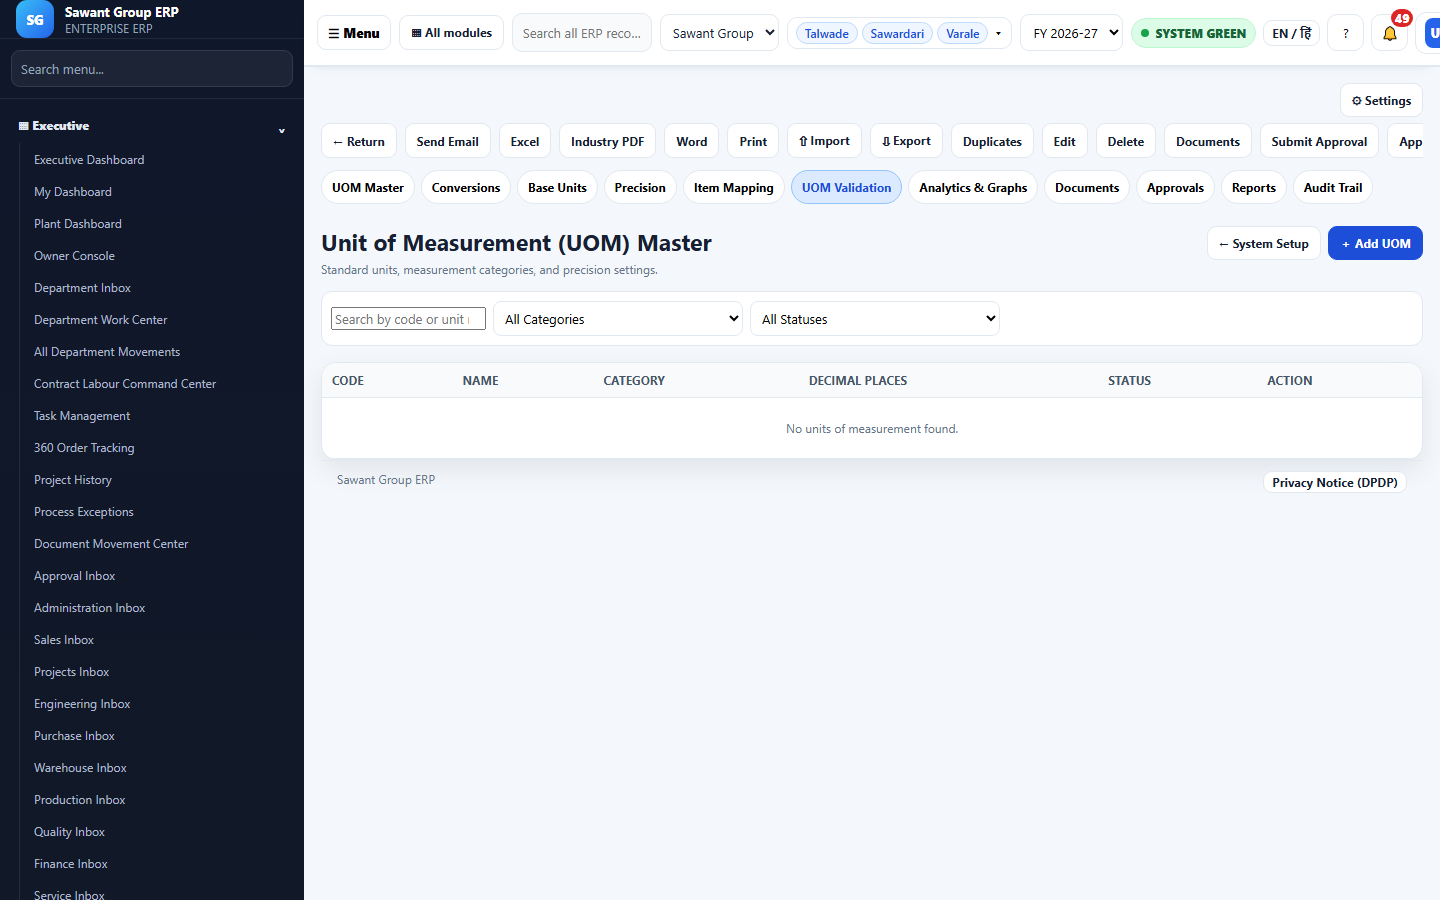 SG
Sawant Group ERP
ENTERPRISE ERP
Search menu...
Executive
Executive Dashboard
My Dashboard
Plant Dashboard
Owner Console
Department Inbox
Department Work Center
All Department Movements
Contract Labour Command Center
Task Management
360 Order Tracking
Project History
Process Exceptions
Document Movement Center
Approval Inbox
Administration Inbox
Sales Inbox
Projects Inbox
Engineering Inbox
Purchase Inbox
Warehouse Inbox
Production Inbox
Quality Inbox
Finance Inbox
Service Inbox
☰ Menu All modules Search all ERP reco... Sawant Group Talwade Sawardari Varale FY 2026-27 SYSTEM GREEN EN / हिं ? 49 U
⚙ Settings
← Return Send Email Excel Industry PDF Word Print ⇧ Import ⇩ Export Duplicates Edit Delete Documents Submit Approval App
UOM Master Conversions Base Units Precision Item Mapping UOM Validation Analytics & Graphs Documents Approvals Reports Audit Trail
Unit of Measurement (UOM) Master
← System Setup + Add UOM
Standard units, measurement categories, and precision settings.
Search by code or unit All Categories All Statuses
CODE NAME CATEGORY DECIMAL PLACES STATUS ACTION
No units of measurement found.
Sawant Group ERP Privacy Notice (DPDP)